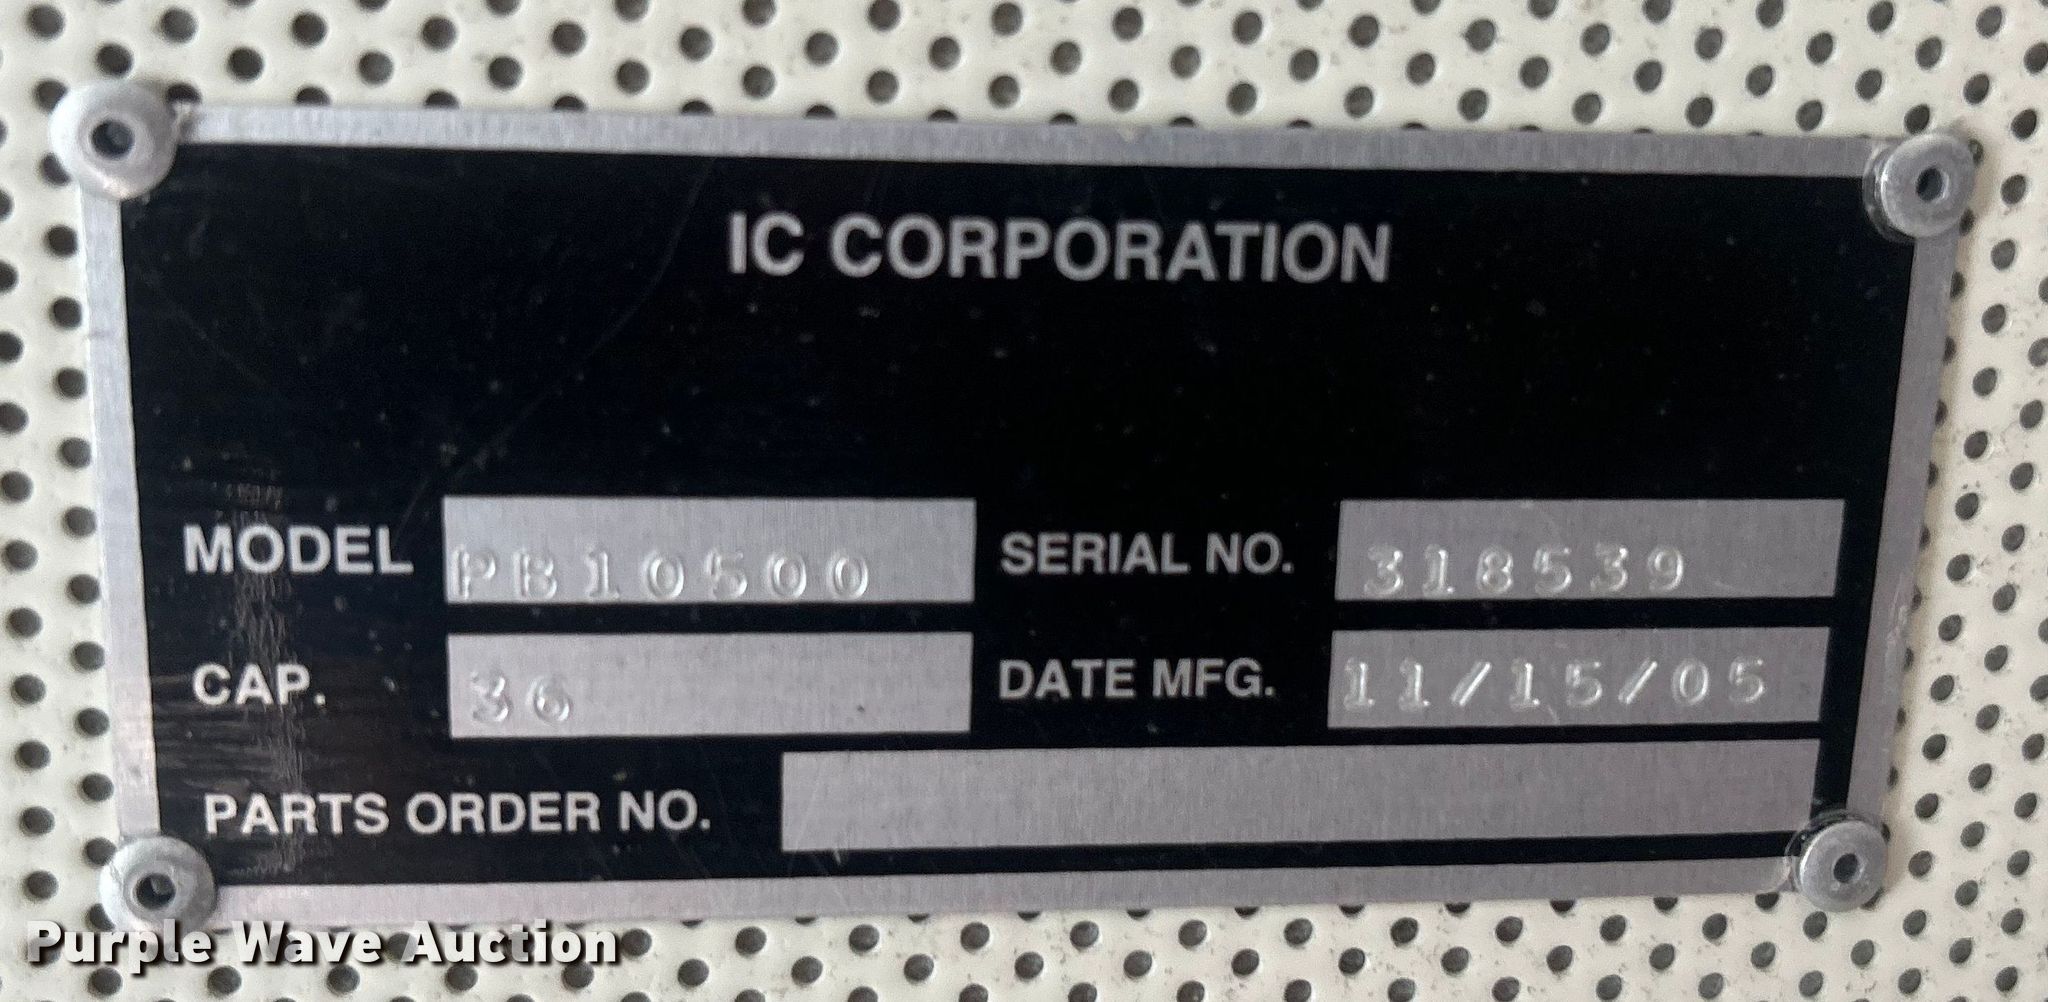 IC CORPORATION
MODEL PB10500 SERIAL NO. 318539
CAP. 36 DATE MFG. 11/15/05
PARTS ORDER NO.
Purple Wave Auction